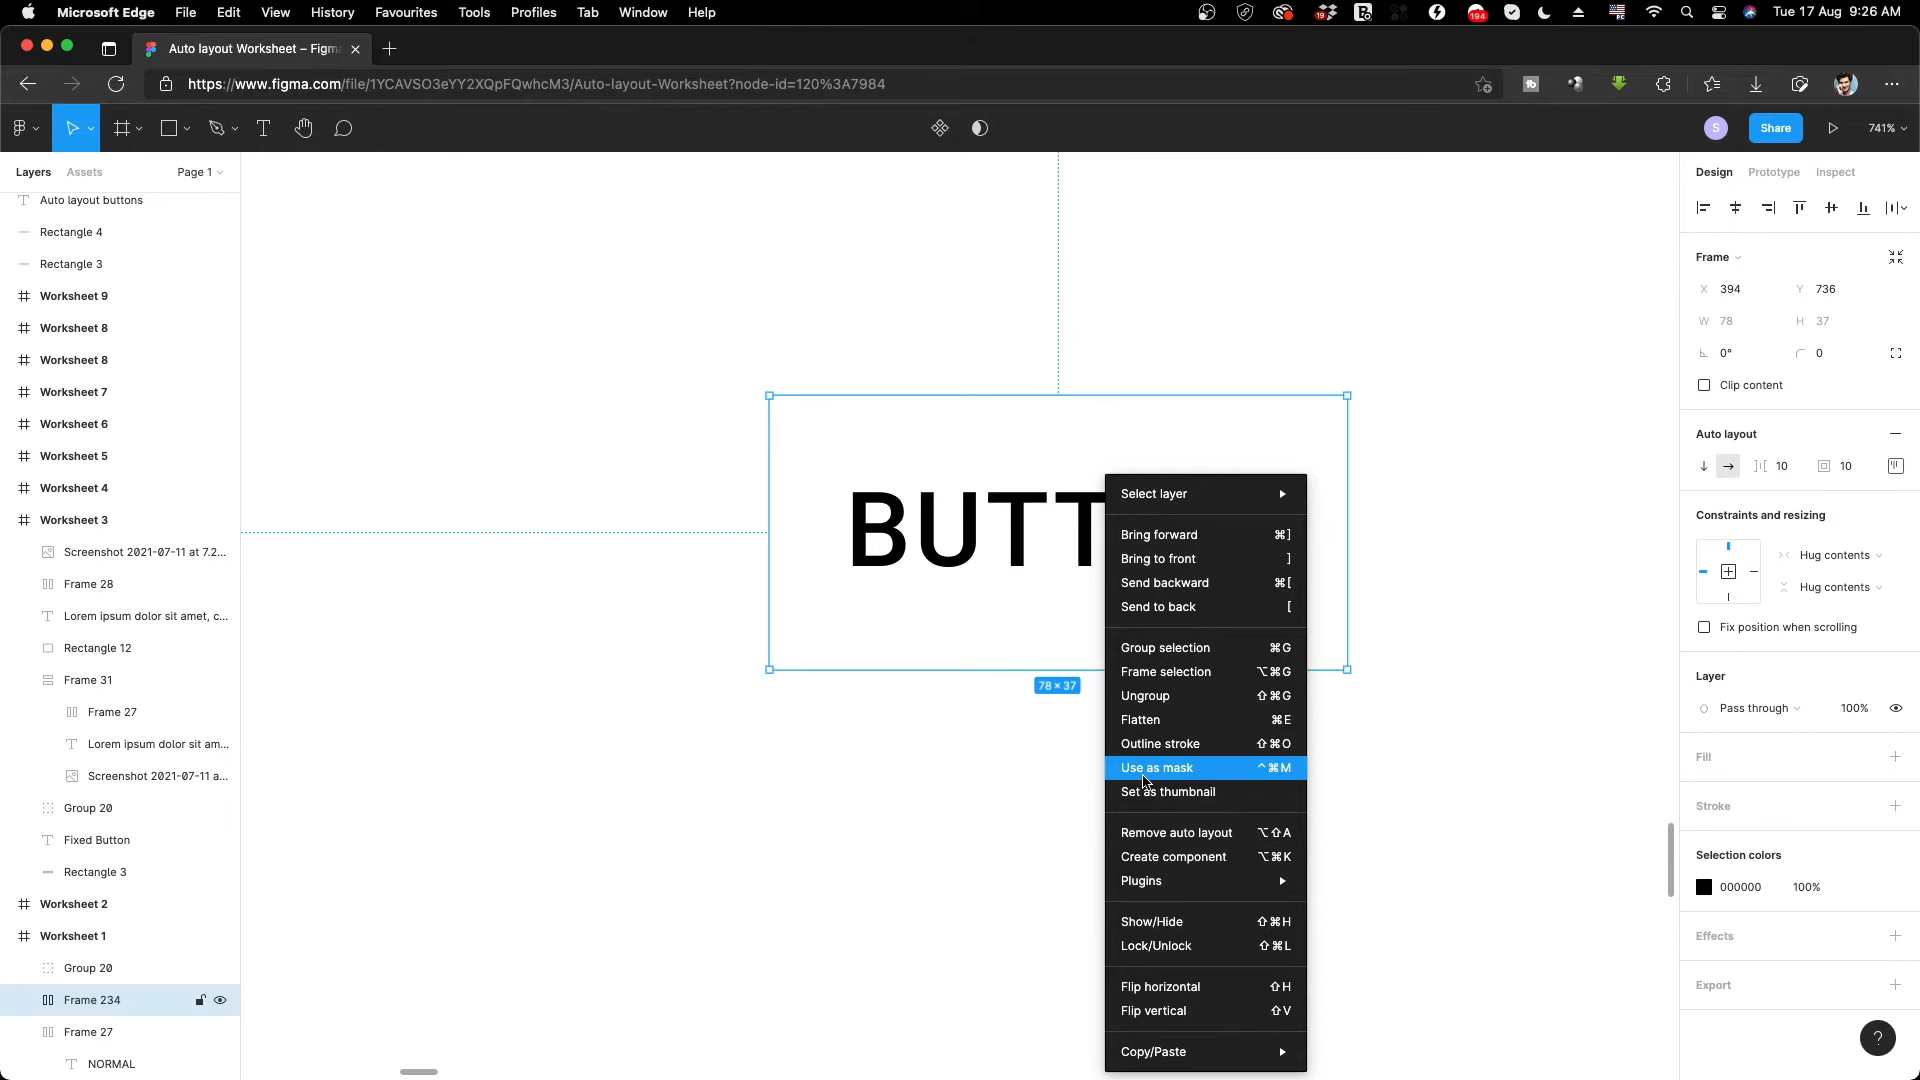 Microsoft Edge File Edit View History Favourites Tools Profiles Tab Window Help 19 194 Tue 17 Aug 9:26 AM
Auto layout Worksheet – Figma
https://www.figma.com/file/1YCAVSO3eYY2XQpFQwhcM3/Auto-layout-Worksheet?node-id=120%3A7984
S Share 741%
Layers Assets Page 1
Auto layout buttons
Rectangle 4
Rectangle 3
Worksheet 9
Worksheet 8
Worksheet 8
Worksheet 7
Worksheet 6
Worksheet 5
Worksheet 4
Worksheet 3
Screenshot 2021-07-11 at 7.2...
Frame 28
Lorem ipsum dolor sit amet, c...
Rectangle 12
Frame 31
Frame 27
Lorem ipsum dolor sit am...
Screenshot 2021-07-11 a...
Group 20
Fixed Button
Rectangle 3
Worksheet 2
Worksheet 1
Group 20
Frame 234
Frame 27
NORMAL
BUTT
78 × 37
Select layer
Bring forward ⌘]
Bring to front ]
Send backward ⌘[
Send to back [
Group selection ⌘G
Frame selection ⌥⌘G
Ungroup ⇧⌘G
Flatten ⌘E
Outline stroke ⇧⌘O
Use as mask ^⌘M
Set as thumbnail
Remove auto layout ⌥⇧A
Create component ⌥⌘K
Plugins
Show/Hide ⇧⌘H
Lock/Unlock ⇧⌘L
Flip horizontal ⇧H
Flip vertical ⇧V
Copy/Paste
Design Prototype Inspect
Frame
X 394 Y 736
W 78 H 37
0° 0
Clip content
Auto layout
10 10
Constraints and resizing
Hug contents
Hug contents
Fix position when scrolling
Layer
Pass through 100%
Fill
Stroke
Selection colors
000000 100%
Effects
Export
?